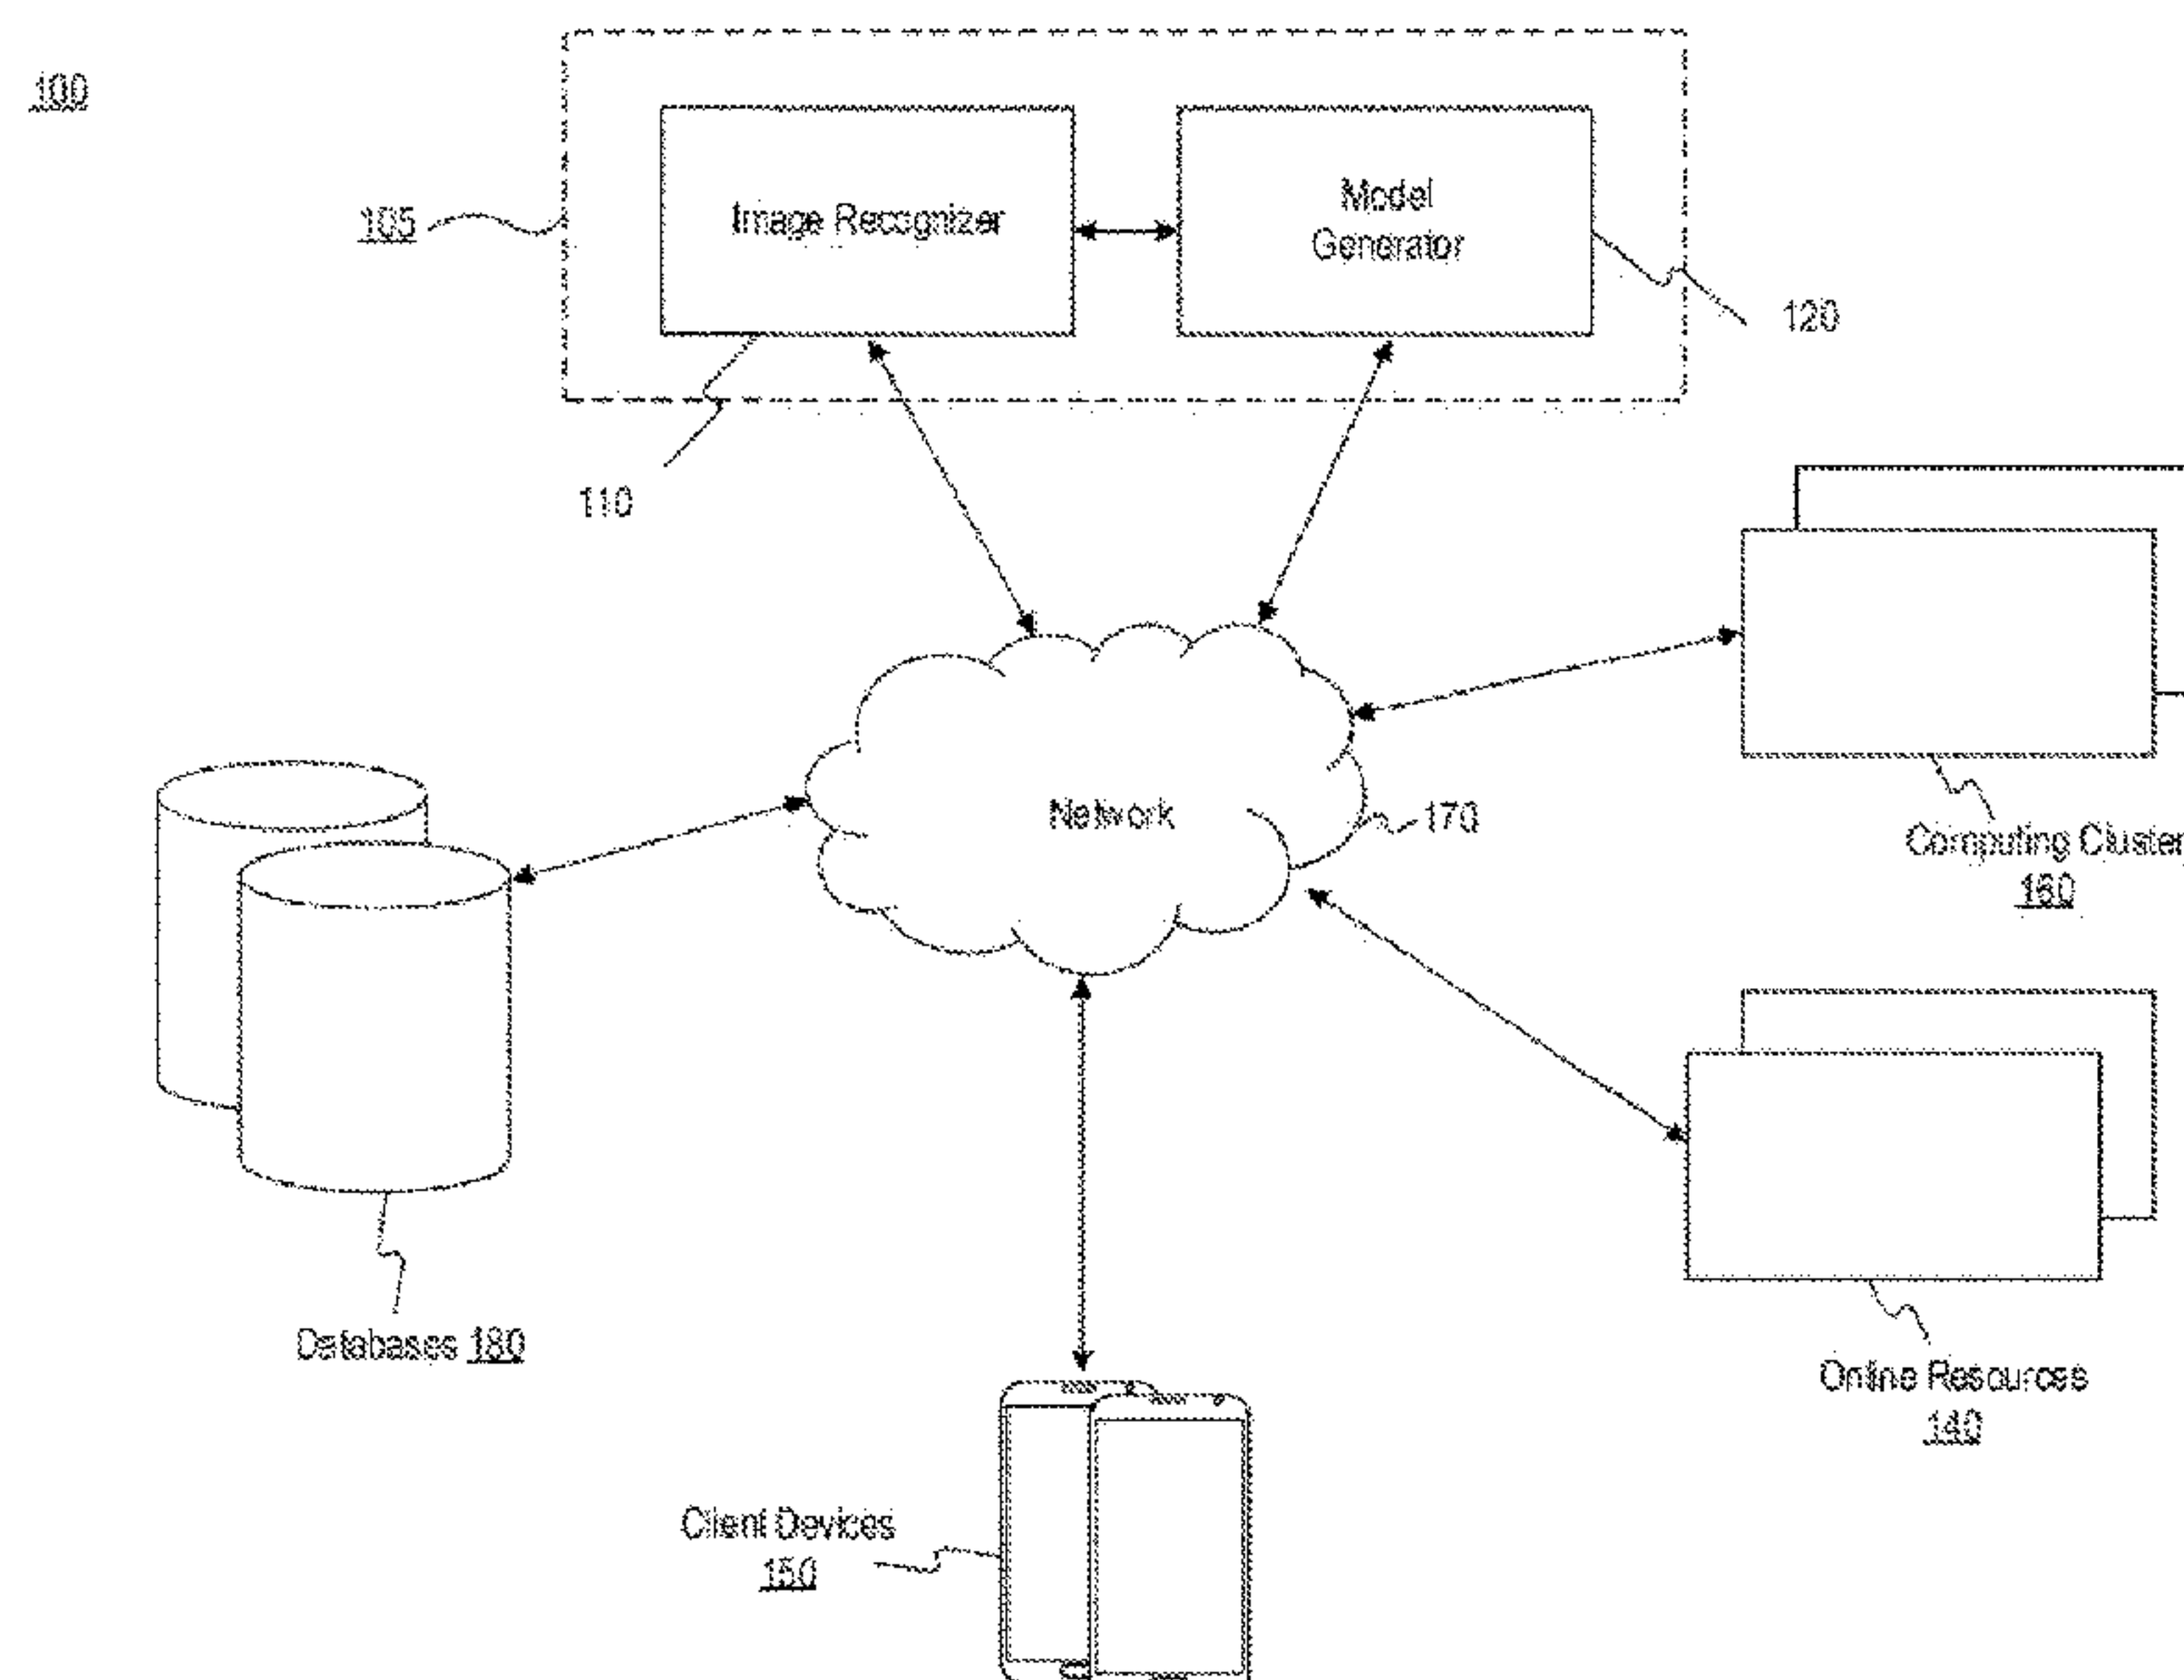 100
105
Image Recognizer
Model
Generator
120
110
Network
170
Computing Cluster
160
Databases 180
Online Resources
140
Client Devices
150